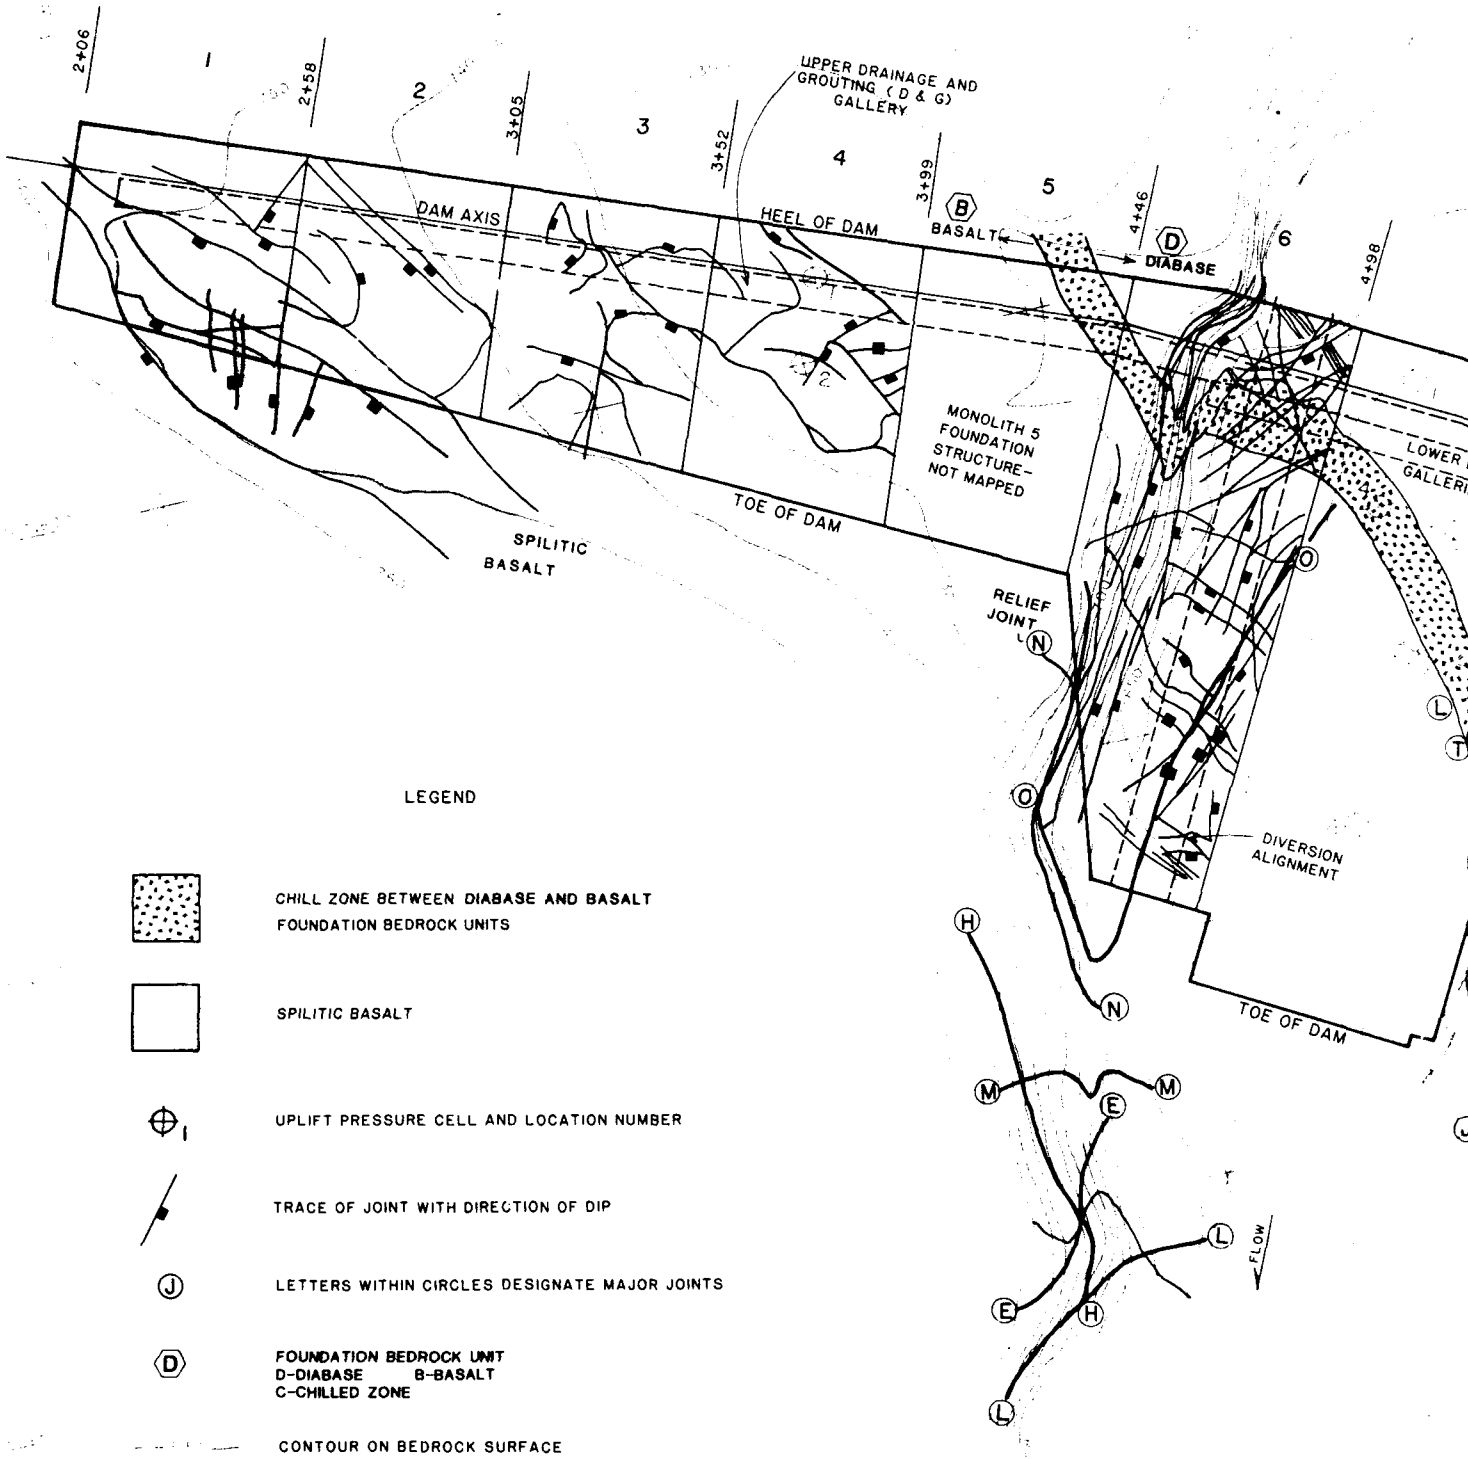 2+06
1
2+58
2
3+05
3
3+52
UPPER DRAINAGE AND
GROUTING (D & G)
GALLERY
4
3+99
B
BASALT
5
4+46
D
DIABASE
6
4+98
DAM AXIS
HEEL OF DAM
MONOLITH 5
FOUNDATION
STRUCTURE-
NOT MAPPED
LOWER
TOE OF DAM
SPILITIC
BASALT
RELIEF
JOINT
N
O
O
L
T
DIVERSION
ALIGNMENT
H
N
TOE OF DAM
M
M
E
J
L
FLOW
E
H
L
LEGEND
CHILL ZONE BETWEEN DIABASE AND BASALT
FOUNDATION BEDROCK UNITS
SPILITIC BASALT
1
UPLIFT PRESSURE CELL AND LOCATION NUMBER
TRACE OF JOINT WITH DIRECTION OF DIP
J
LETTERS WITHIN CIRCLES DESIGNATE MAJOR JOINTS
D
FOUNDATION BEDROCK UNIT
D-DIABASE B-BASALT
C-CHILLED ZONE
CONTOUR ON BEDROCK SURFACE